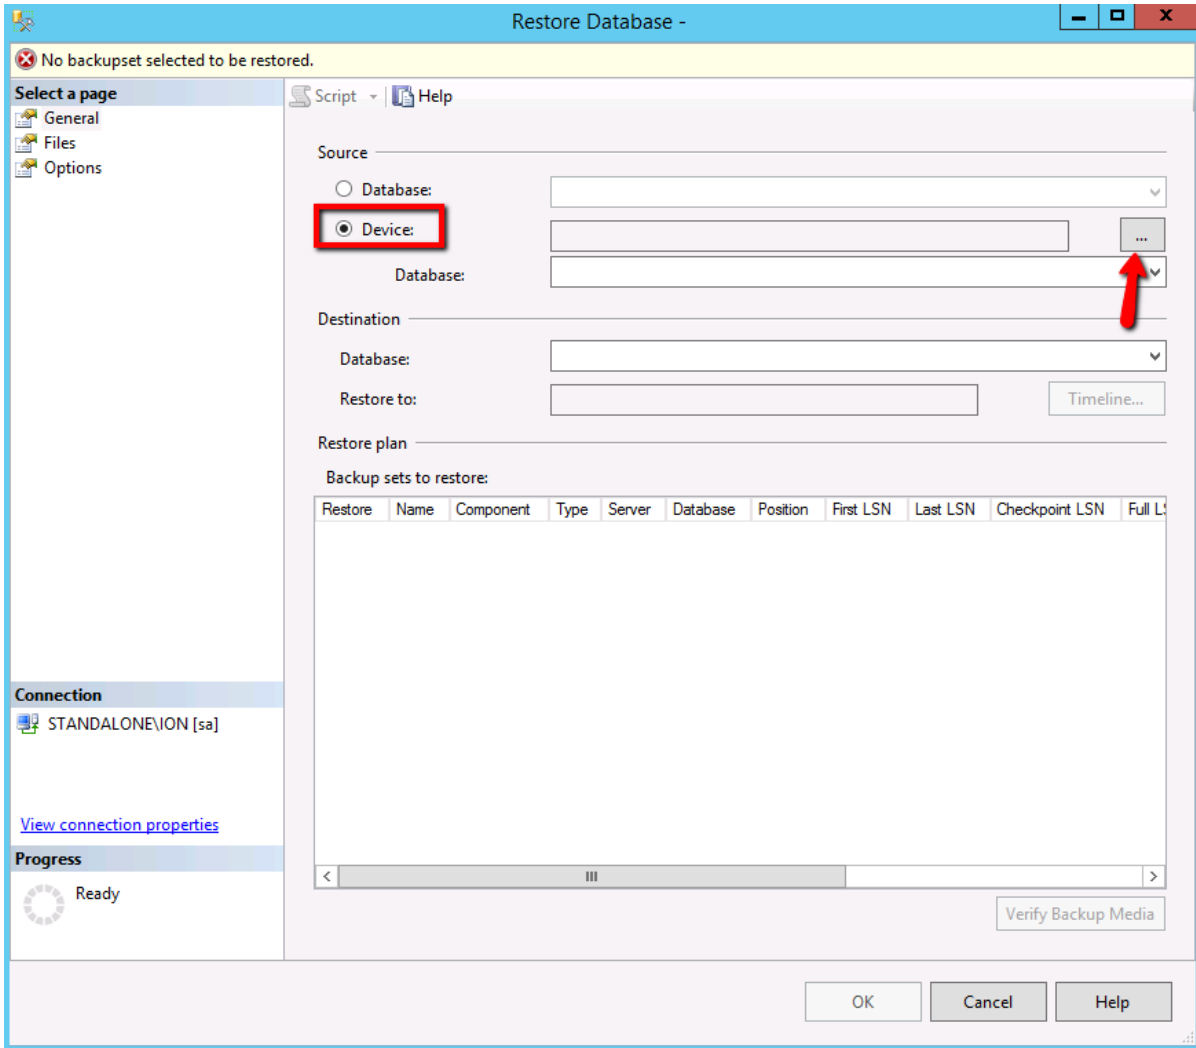 Restore Database -
No backupset selected to be restored.
Select a page
General
Files
Options
Script
Help
Source
Database:
Device:
...
Database:
Destination
Database:
Restore to:
Timeline...
Restore plan
Backup sets to restore:
Restore Name Component Type Server Database Position First LSN Last LSN Checkpoint LSN Full
Connection
STANDALONE\ION [sa]
View connection properties
Progress
Ready
Verify Backup Media
OK
Cancel
Help